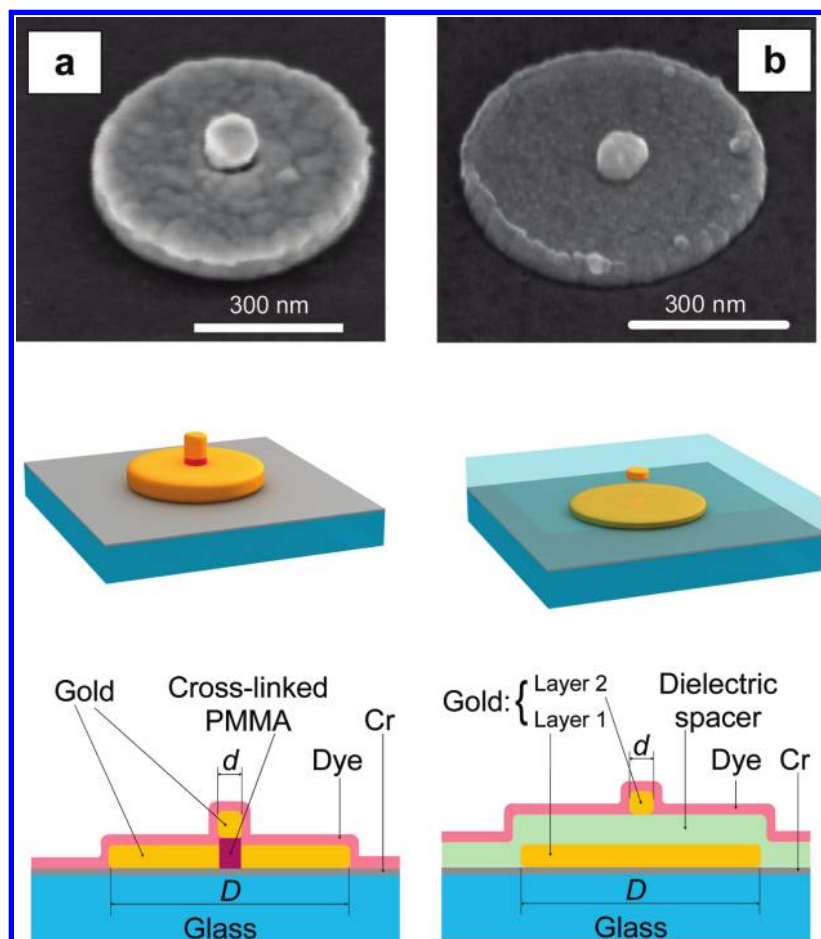 a
b
300 nm
300 nm
Gold
Cross-linked
PMMA
Cr
d
Dye
D
Glass
Gold: {
Layer 2
Layer 1
Dielectric
spacer
d
Dye
Cr
D
Glass